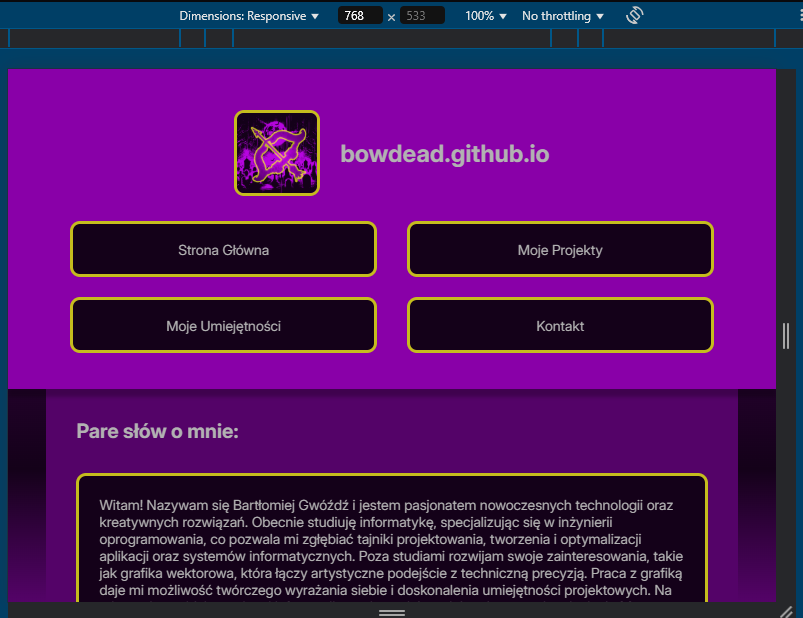 Dimensions: Responsive ▼ 768 × 533 100% ▼ No throttling ▼
bowdead.github.io
Strona Główna
Moje Projekty
Moje Umiejętności
Kontakt
Pare słów o mnie:
Witam! Nazywam się Bartłomiej Gwóźdź i jestem pasjonatem nowoczesnych technologii oraz
kreatywnych rozwiązań. Obecnie studiuję informatykę, specjalizując się w inżynierii
oprogramowania, co pozwala mi zgłębiać tajniki projektowania, tworzenia i optymalizacji
aplikacji oraz systemów informatycznych. Poza studiami rozwijam swoje zainteresowania, takie
jak grafika wektorowa, która łączy artystyczne podejście z techniczną precyzją. Praca z grafiką
daje mi możliwość twórczego wyrażania siebie i doskonalenia umiejętności projektowych. Na